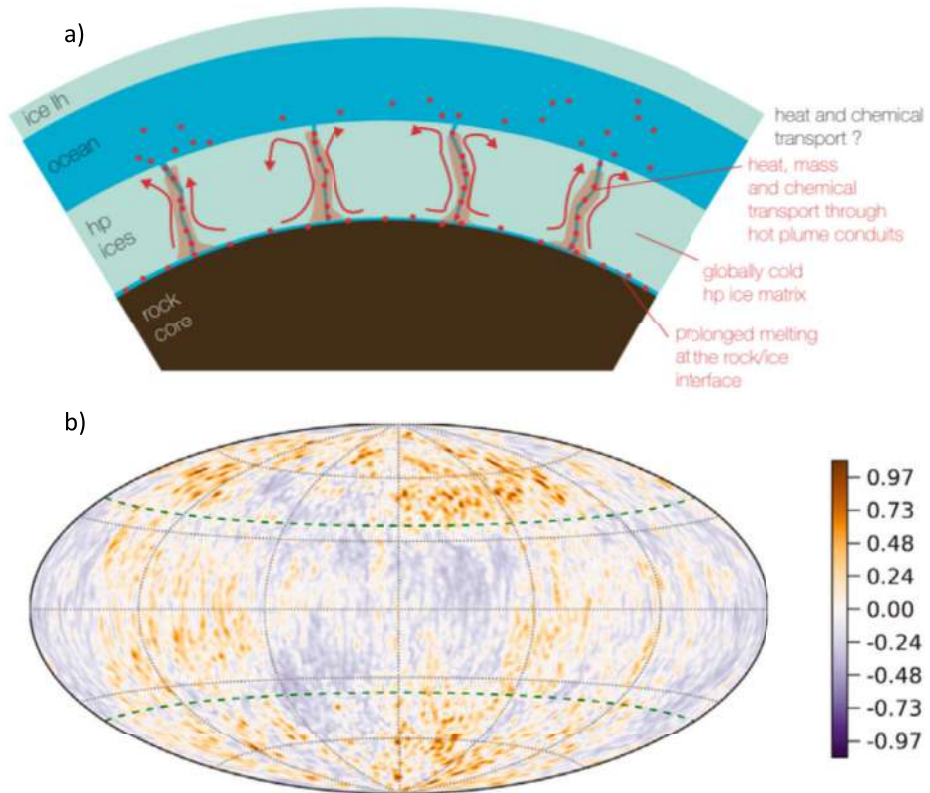 a)
ice Ih
ocean
hp
ices
rock
core
heat and chemical
transport ?
heat, mass
and chemical
transport through
hot plume conduits
globally cold
hp ice matrix
prolonged melting
at the rock/ice
interface
b)
0.97
0.73
0.48
0.24
0.00
-0.24
-0.48
-0.73
-0.97